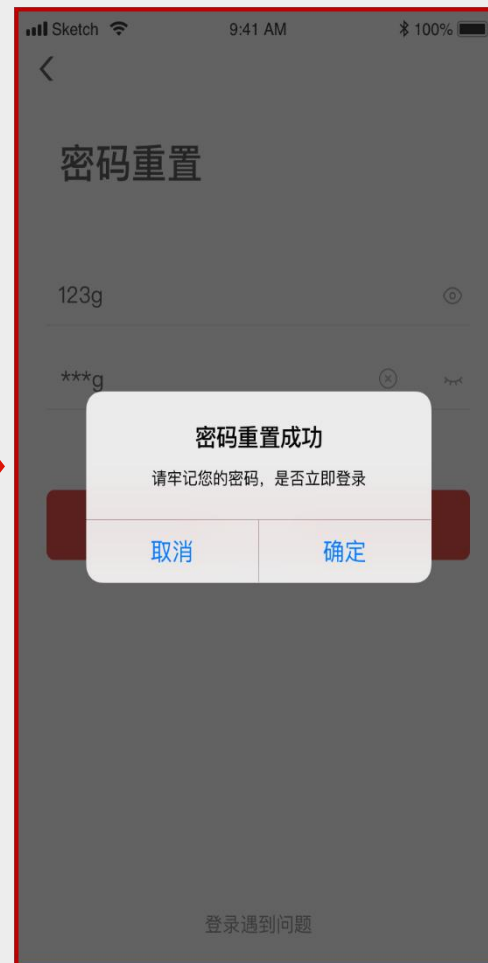 Sketch 9:41 AM 100%
密码重置
123g
***g
密码重置成功
请牢记您的密码，是否立即登录
取消 确定
登录遇到问题